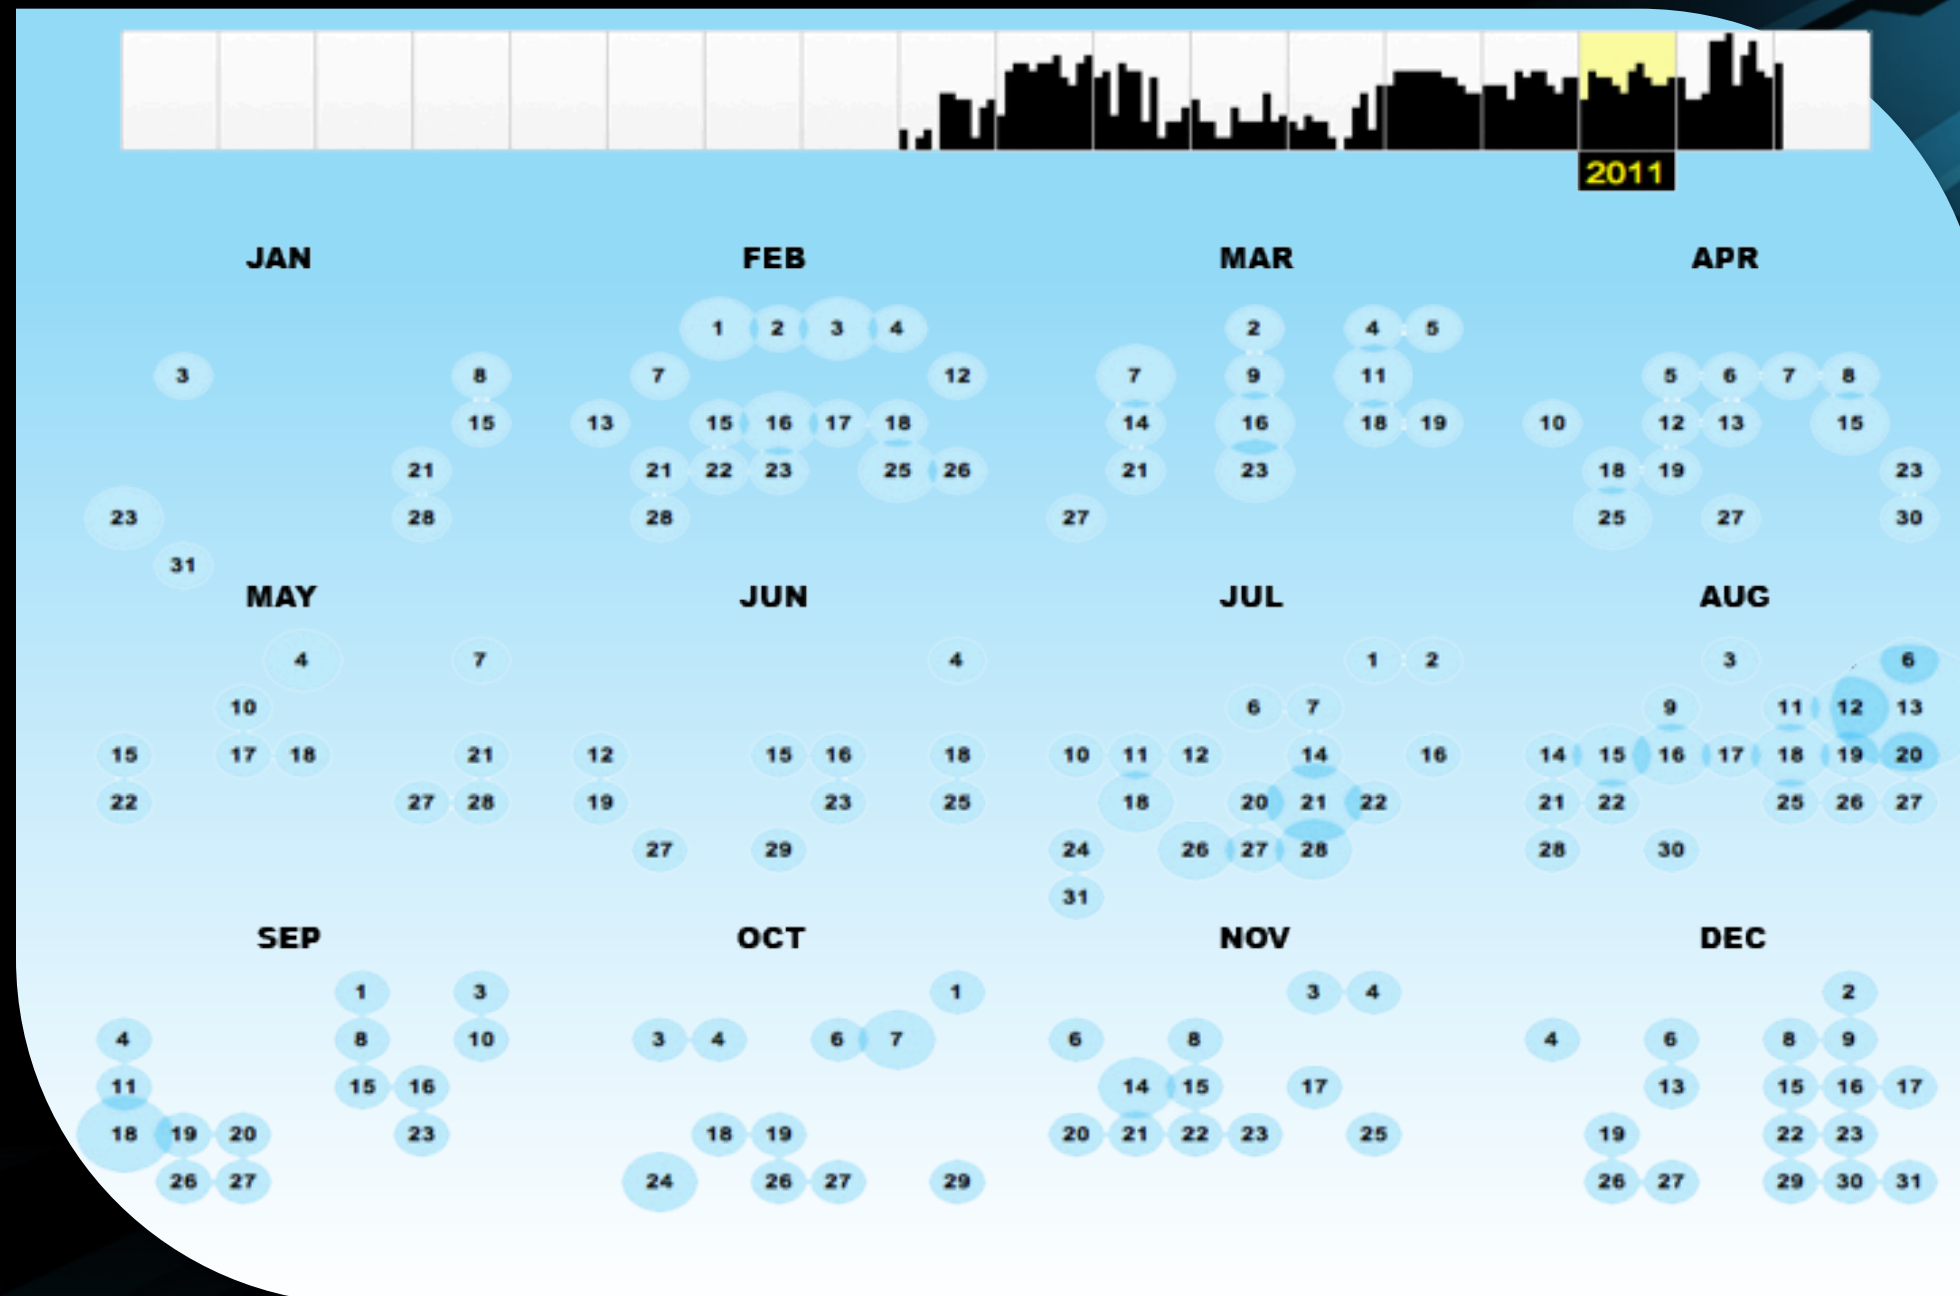 2011
JAN FEB MAR APR
1 2 3 4 2 4 5
3 8 7 12 7 9 11 5 6 7 8
15 13 15 16 17 18 14 16 18 19 10 12 13 15
21 21 22 23 25 26 21 23 18 19 23
23 28 28 27 25 27 30
31
MAY JUN JUL AUG
4 7 4 1 2 3 6
10 6 7 9 11 12 13
15 17 18 21 12 15 16 18 10 11 12 14 16 14 15 16 17 18 19 20
22 27 28 19 23 25 18 20 21 22 21 22 25 26 27
27 29 24 26 27 28 28 30
31
SEP OCT NOV DEC
1 3 1 3 4 2
4 8 10 3 4 6 7 6 8 4 6 8 9
11 15 16 14 15 17 13 15 16 17
18 19 20 23 18 19 20 21 22 23 25 19 22 23
26 27 24 26 27 29 26 27 29 30 31